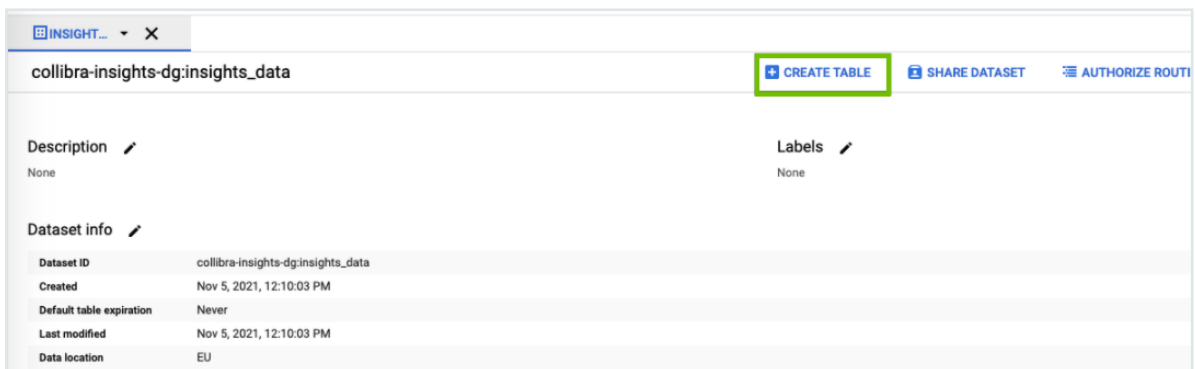 INSIGHT...
collibra-insights-dg:insights_data CREATE TABLE SHARE DATASET AUTHORIZE ROUTI
Description Labels
None None
Dataset info
Dataset ID collibra-insights-dg:insights_data
Created Nov 5, 2021, 12:10:03 PM
Default table expiration Never
Last modified Nov 5, 2021, 12:10:03 PM
Data location EU